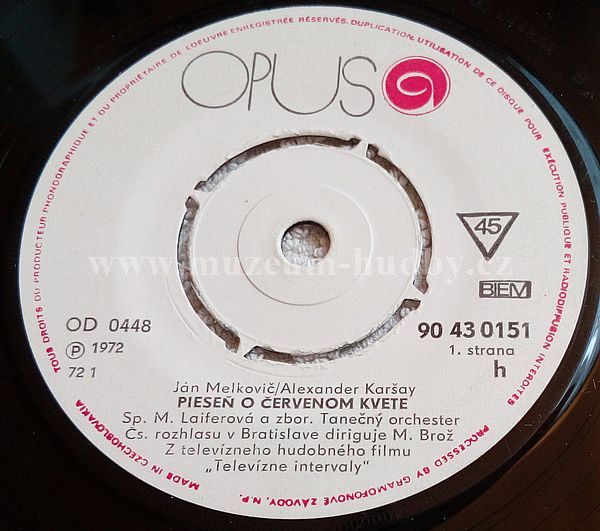 TOUS DROITS DU PRODUCTEUR PHONOGRAPHIQUE ET DU PROPRIÉTAIRE DE L'OEUVRE ENREGISTRÉE RÉSERVÉS. DUPLICATION, UTILISATION DE CE DISQUE POUR EXÉCUTION PUBLIQUE ET RADIODIFFUSION INTERDITES
OPUS
45
www.muzeum-hudby.cz
BIEM
OD 0448
90 43 0151
Ⓟ 1972
1. strana
72 1
h
Ján Melkovič/Alexander Karšay
PIESEŇ O ČERVENOM KVETE
Sp. M. Laiferová a zbor. Tanečný orchester
Čs. rozhlasu v Bratislave diriguje M. Brož
Z televízneho hudobného filmu
„Televízne intervaly"
MADE IN CZECHOSLOVAKIA
PROCESSED BY GRAMOFONOVÉ ZÁVODY, N.P.